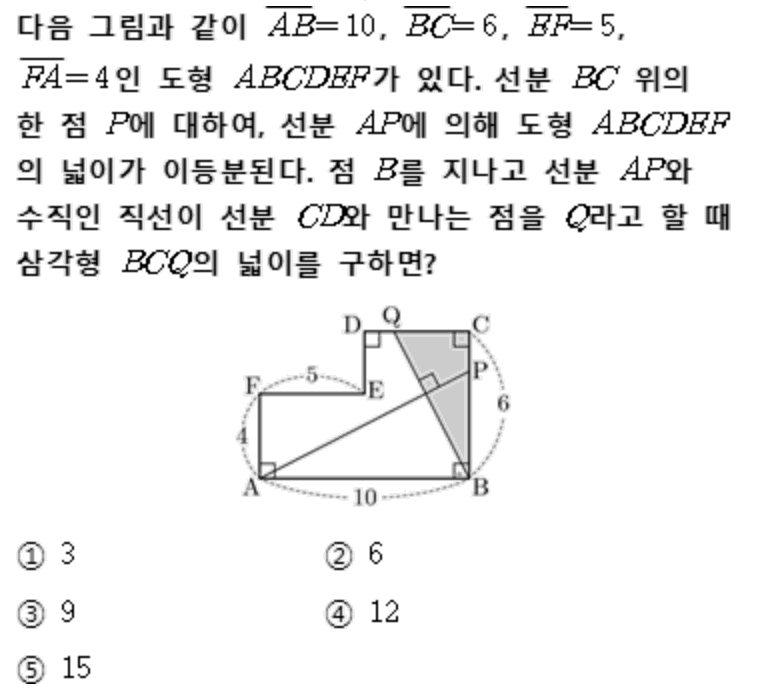 다음 그림과 같이 AB=10, BC=6, EF=5,
FA=4인 도형 ABCDEF가 있다. 선분 BC 위의
한 점 P에 대하여, 선분 AP에 의해 도형 ABCDEF
의 넓이가 이등분된다. 점 B를 지나고 선분 AP와
수직인 직선이 선분 CD와 만나는 점을 Q라고 할 때
삼각형 BCQ의 넓이를 구하면?
D Q C
F 5 E P
6
4
A 10 B
① 3 ② 6
③ 9 ④ 12
⑤ 15